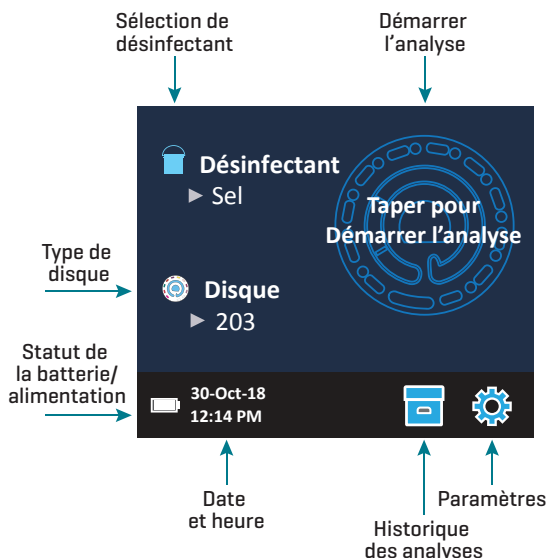 Sélection de
désinfectant
Démarrer
l'analyse
Désinfectant
Sel
Taper pour
Démarrer l'analyse
Type de
disque
Disque
203
Statut de
la batterie/
alimentation
30-Oct-18
12:14 PM
Date
et heure
Historique
des analyses
Paramètres